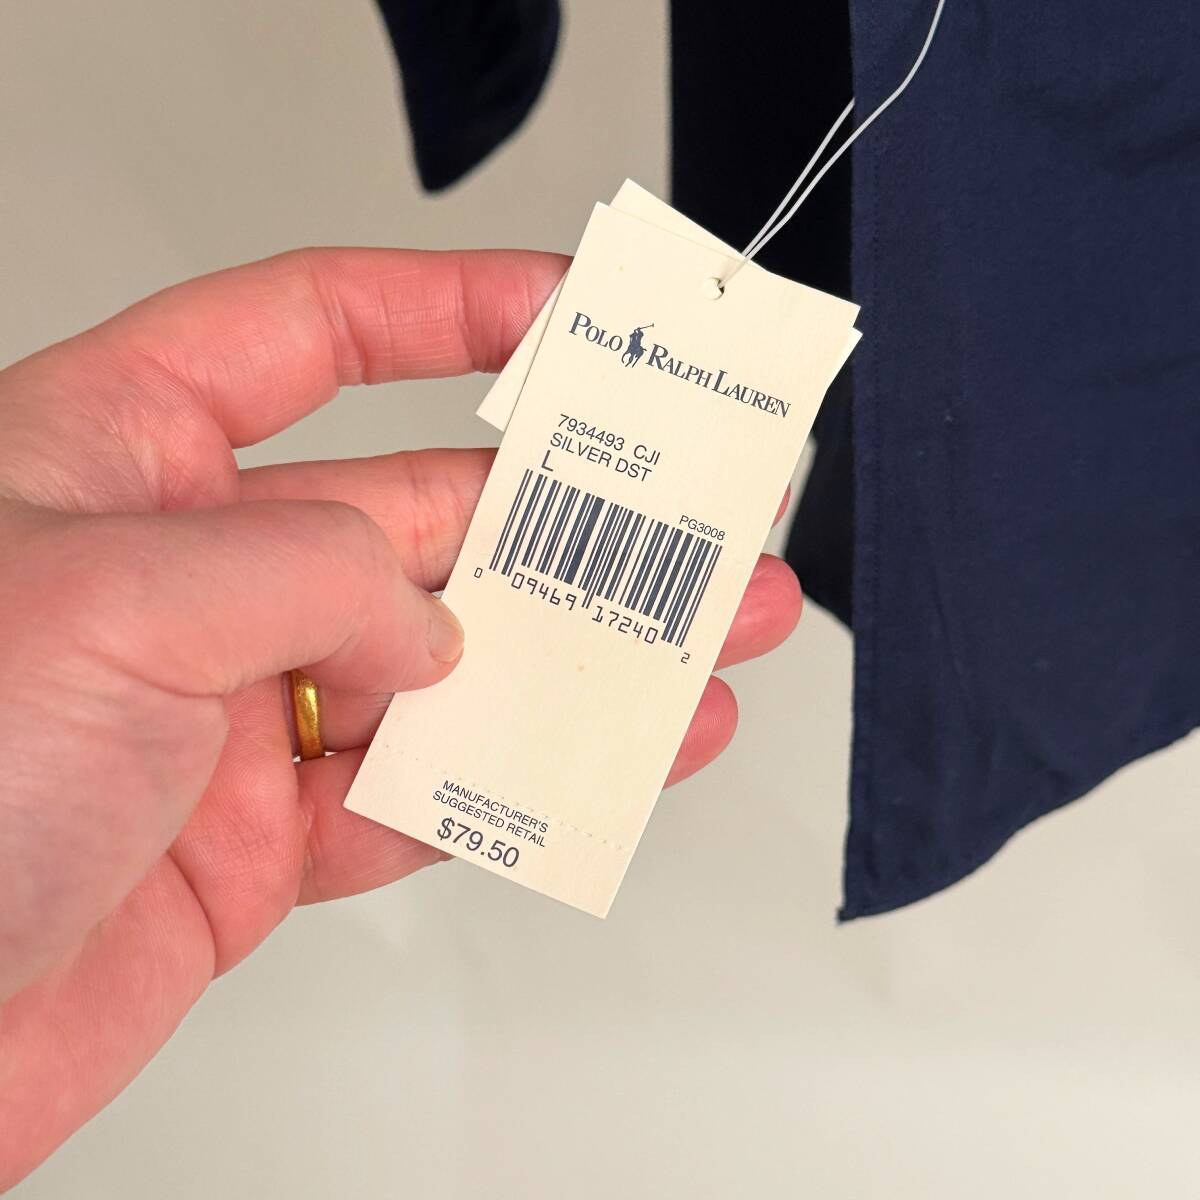 POLO RALPH LAUREN
7934493 CJI
SILVER DST
L
PG3008
0 09469 17240 2
MANUFACTURER'S
SUGGESTED RETAIL
$79.50